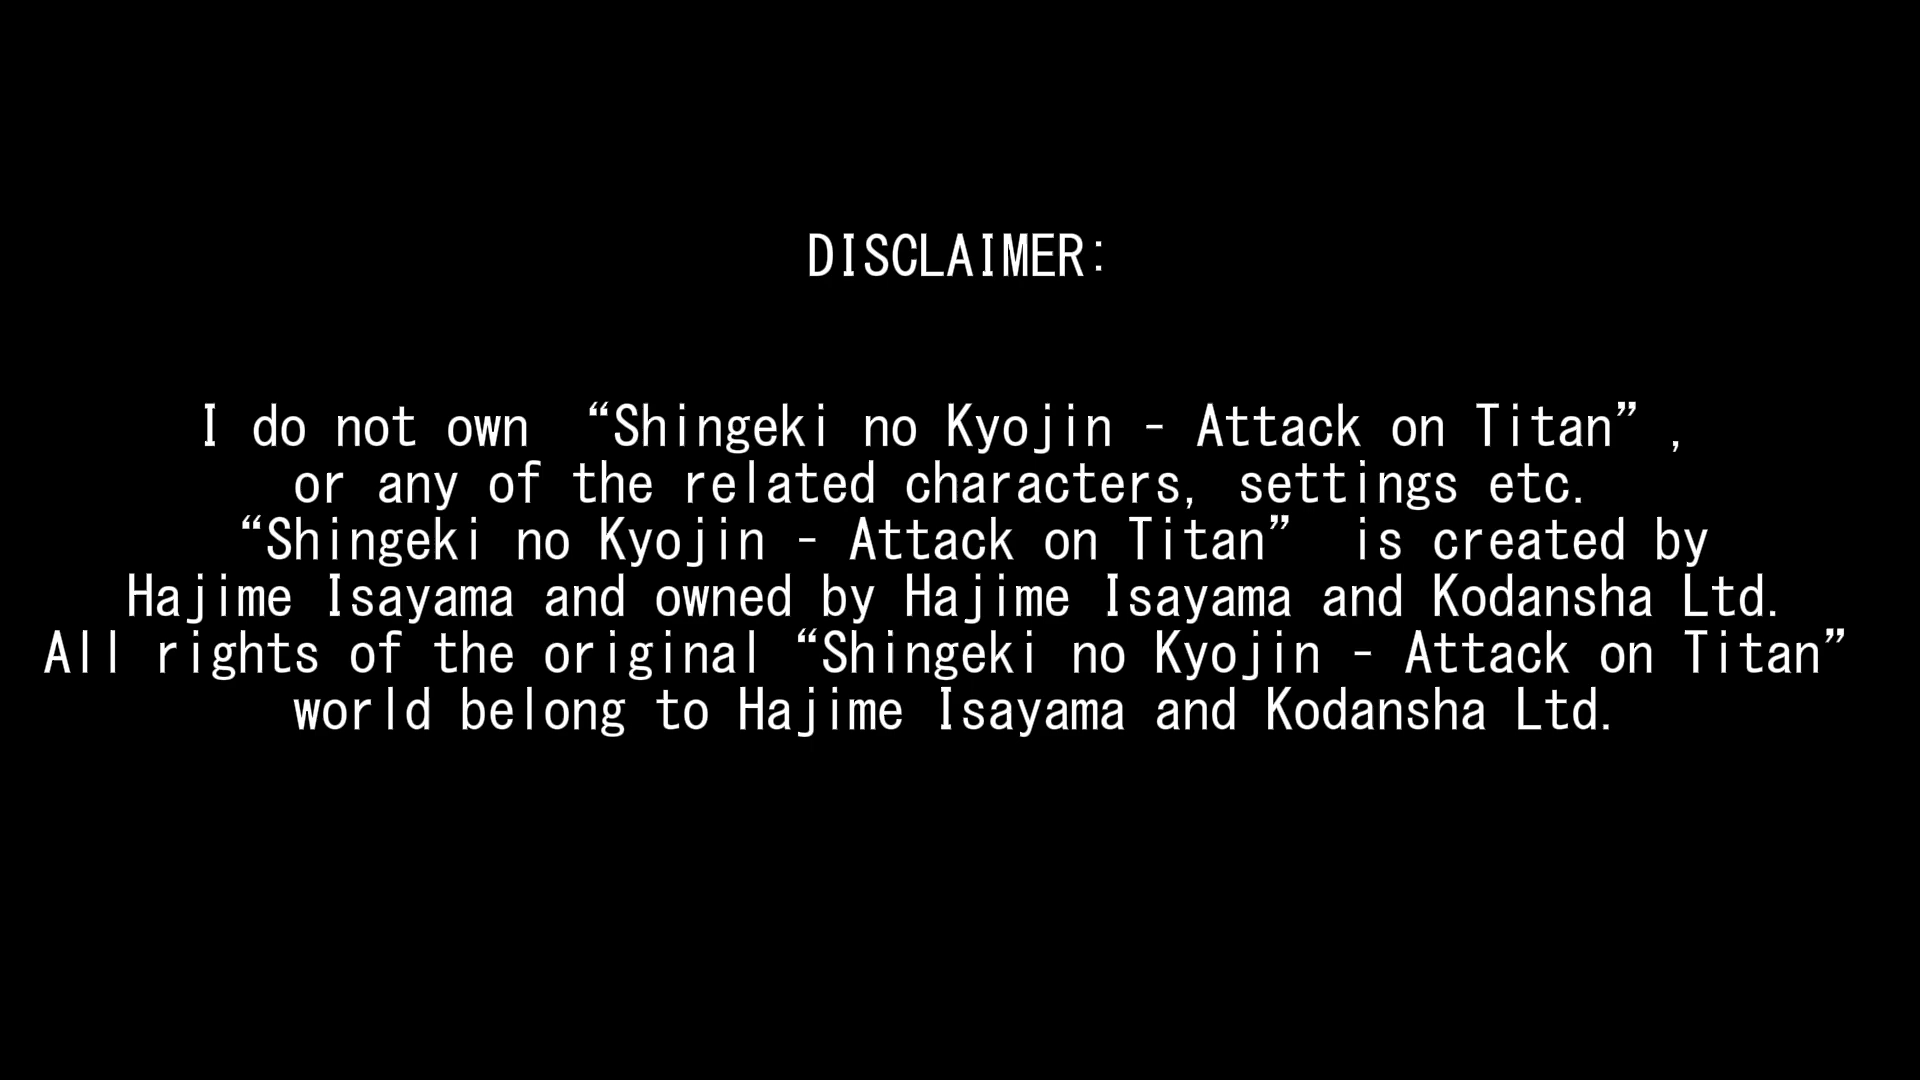 DISCLAIMER:
I do not own “Shingeki no Kyojin - Attack on Titan”,
or any of the related characters, settings etc.
“Shingeki no Kyojin - Attack on Titan” is created by
Hajime Isayama and owned by Hajime Isayama and Kodansha Ltd.
All rights of the original “Shingeki no Kyojin - Attack on Titan”
world belong to Hajime Isayama and Kodansha Ltd.